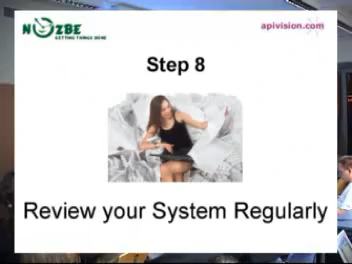 NOZBE
GETTING THINGS DONE
apivision.com
Step 8
Review your System Regularly